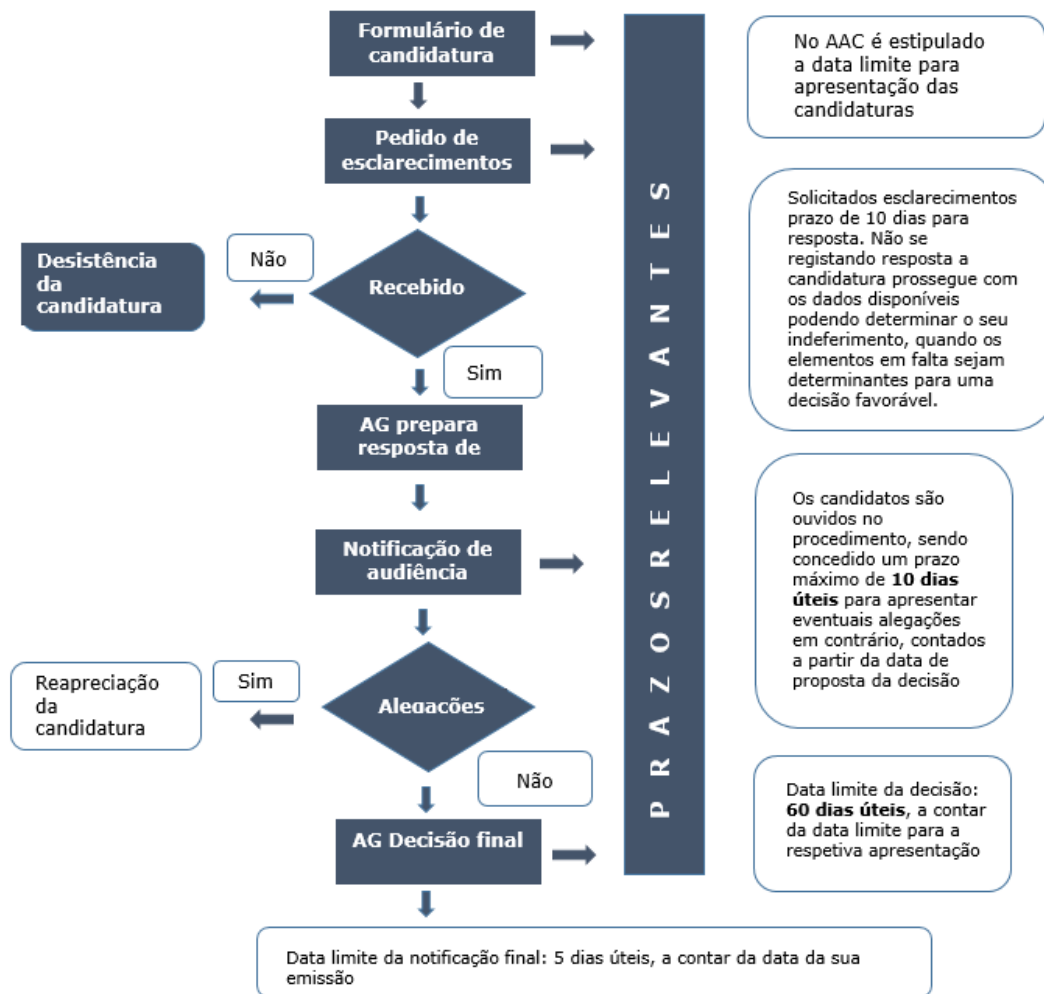 Formulário de
candidatura
No AAC é estipulado
a data limite para
apresentação das
candidaturas
Pedido de
esclarecimentos
Solicitados esclarecimentos
prazo de 10 dias para
resposta. Não se
registando resposta a
candidatura prossegue com
os dados disponíveis
podendo determinar o seu
indeferimento, quando os
elementos em falta sejam
determinantes para uma
decisão favorável.
Não
Desistência
da
candidatura
Recebido
Sim
AG prepara
resposta de
Os candidatos são
ouvidos no
procedimento, sendo
concedido um prazo
máximo de 10 dias
úteis para apresentar
eventuais alegações
em contrário, contados
a partir da data de
proposta da decisão
Notificação de
audiência
Sim
Reapreciação
da
candidatura
Alegações
Não
AG Decisão final
Data limite da decisão:
60 dias úteis, a contar
da data limite para a
respetiva apresentação
PRAZOSRELEVANTES
Data limite da notificação final: 5 dias úteis, a contar da data da sua
emissão